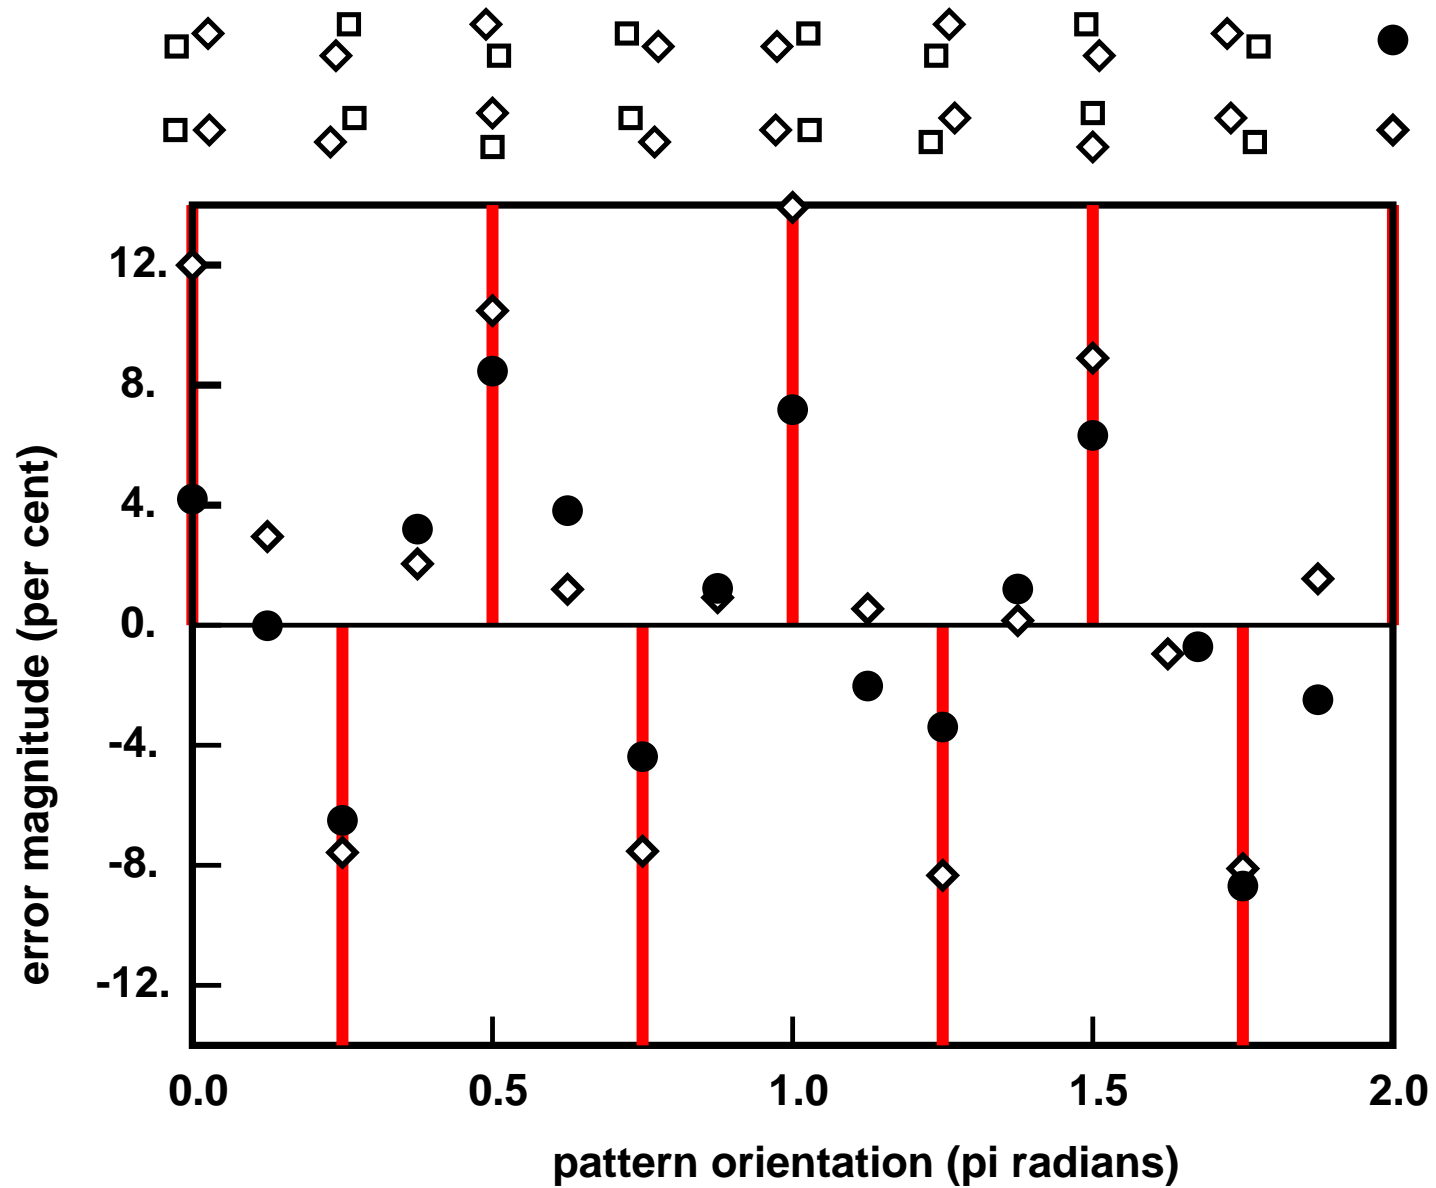 12.
8.
4.
0.
-4.
-8.
-12.
error magnitude (per cent)
0.0 0.5 1.0 1.5 2.0
pattern orientation (pi radians)